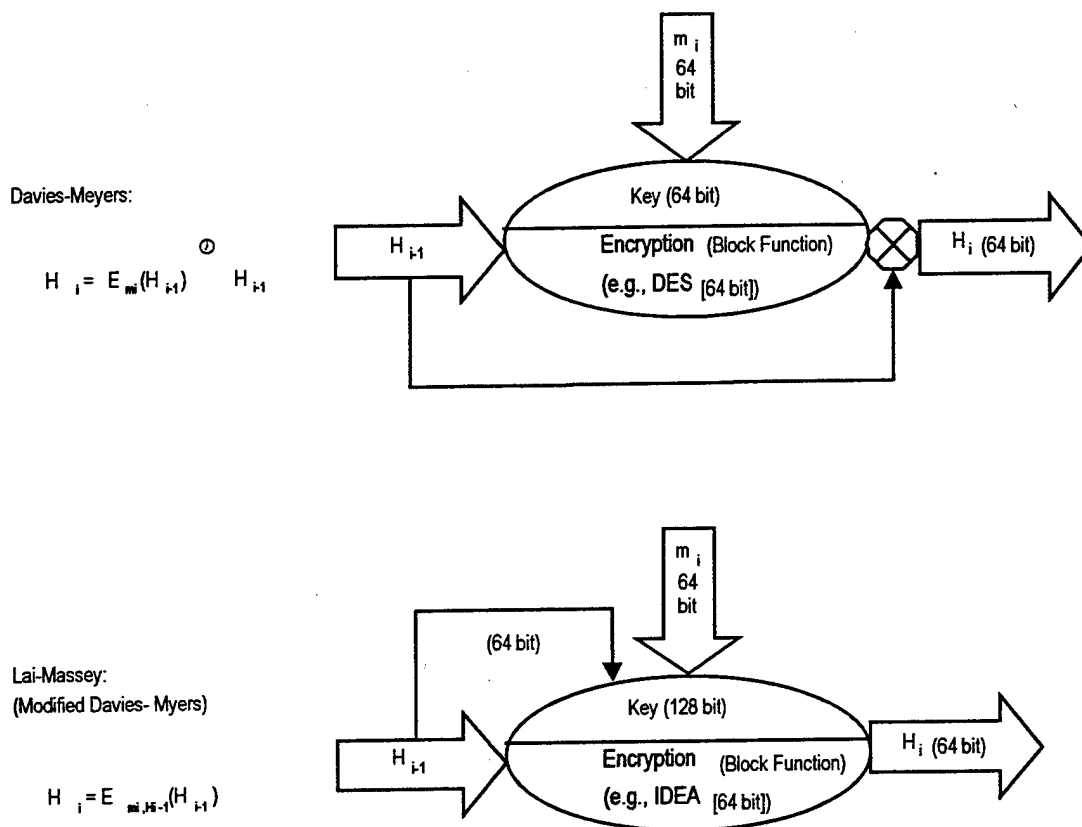 m i
64
bit
Davies-Meyers:
Key (64 bit)
H i-1
Encryption (Block Function)
H i (64 bit)
H i = E mi(H i-1) H i-1
(e.g., DES [64 bit])
m i
64
bit
(64 bit)
Lai-Massey:
(Modified Davies- Myers)
Key (128 bit)
H i-1
Encryption (Block Function)
H i (64 bit)
H i = E mi,Hi-1(H i-1)
(e.g., IDEA [64 bit])